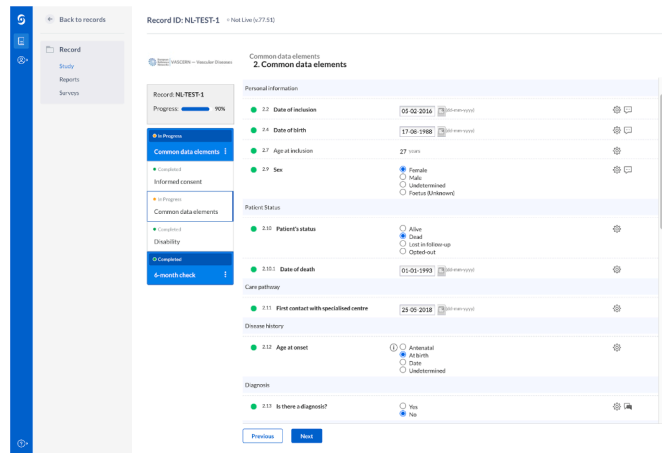 Back to records
Record ID: NL-TEST-1
Not Live (v.77.51)
Record
Study
Reports
Surveys
VASCERN – Vascular Diseases
Record: NL-TEST-1
Progress: 90%
In Progress
Common data elements
Completed
Informed consent
In Progress
Common data elements
Completed
Disability
Completed
6-month check
Common data elements
2. Common data elements
Personal information
2.2 Date of inclusion 05-02-2016 (dd-mm-yyyy)
2.4 Date of birth 17-08-1988 (dd-mm-yyyy)
2.7 Age at inclusion 27 years
2.9 Sex Female
Male
Undetermined
Foetus (Unknown)
Patient Status
2.10 Patient's status Alive
Dead
Lost in follow-up
Opted-out
2.10.1 Date of death 01-01-1993 (dd-mm-yyyy)
Care pathway
2.11 First contact with specialised centre 25-05-2018 (dd-mm-yyyy)
Disease history
2.12 Age at onset Antenatal
At birth
Date
Undetermined
Diagnosis
2.13 Is there a diagnosis? Yes
No
Previous Next